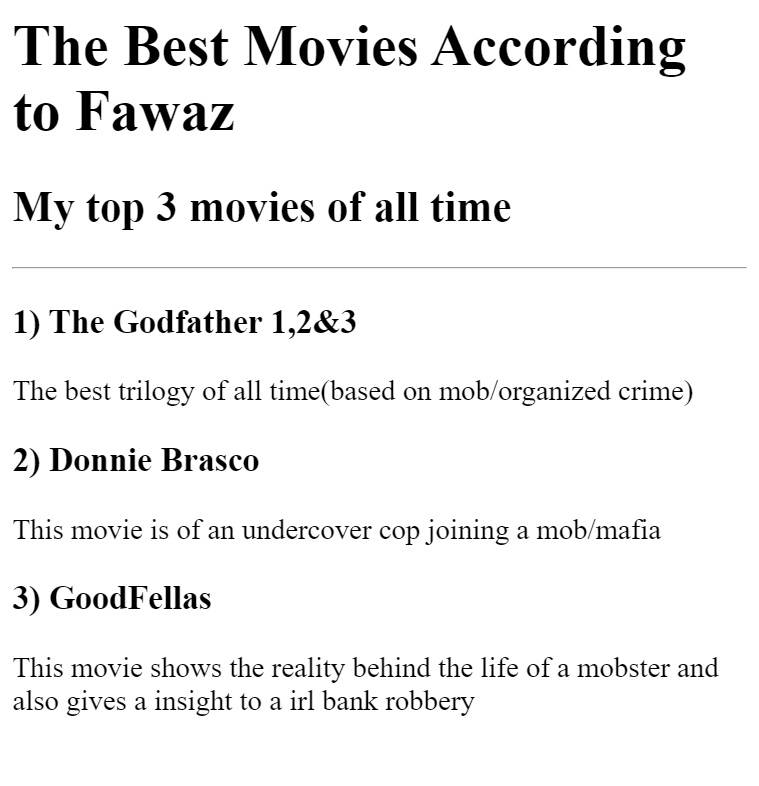 The Best Movies According
to Fawaz
My top 3 movies of all time
1) The Godfather 1,2&3
The best trilogy of all time(based on mob/organized crime)
2) Donnie Brasco
This movie is of an undercover cop joining a mob/mafia
3) GoodFellas
This movie shows the reality behind the life of a mobster and
also gives a insight to a irl bank robbery